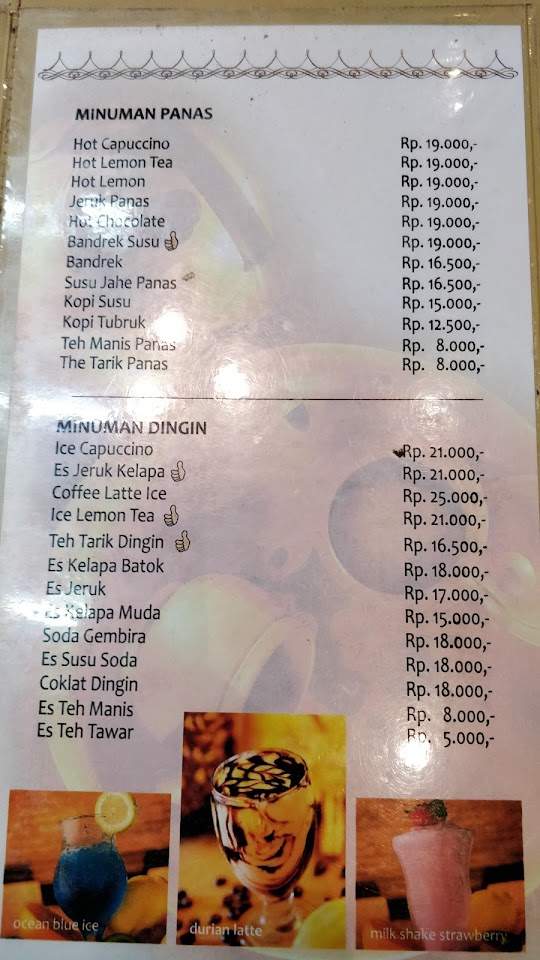 MINUMAN PANAS
Hot Capuccino Rp. 19.000,-
Hot Lemon Tea Rp. 19.000,-
Hot Lemon Rp. 19.000,-
Jeruk Panas Rp. 19.000,-
Hot Chocolate Rp. 19.000,-
Bandrek Susu Rp. 19.000,-
Bandrek Rp. 16.500,-
Susu Jahe Panas Rp. 16.500,-
Kopi Susu Rp. 15.000,-
Kopi Tubruk Rp. 12.500,-
Teh Manis Panas Rp. 8.000,-
The Tarik Panas Rp. 8.000,-
MINUMAN DINGIN
Ice Capuccino Rp. 21.000,-
Es Jeruk Kelapa Rp. 21.000,-
Coffee Latte Ice Rp. 25.000,-
Ice Lemon Tea Rp. 21.000,-
Teh Tarik Dingin Rp. 16.500,-
Es Kelapa Batok Rp. 18.000,-
Es Jeruk Rp. 17.000,-
Es Kelapa Muda Rp. 15.000,-
Soda Gembira Rp. 18.000,-
Es Susu Soda Rp. 18.000,-
Coklat Dingin Rp. 18.000,-
Es Teh Manis Rp. 8.000,-
Es Teh Tawar Rp. 5.000,-
ocean blue ice
durian latte
milk shake strawberry